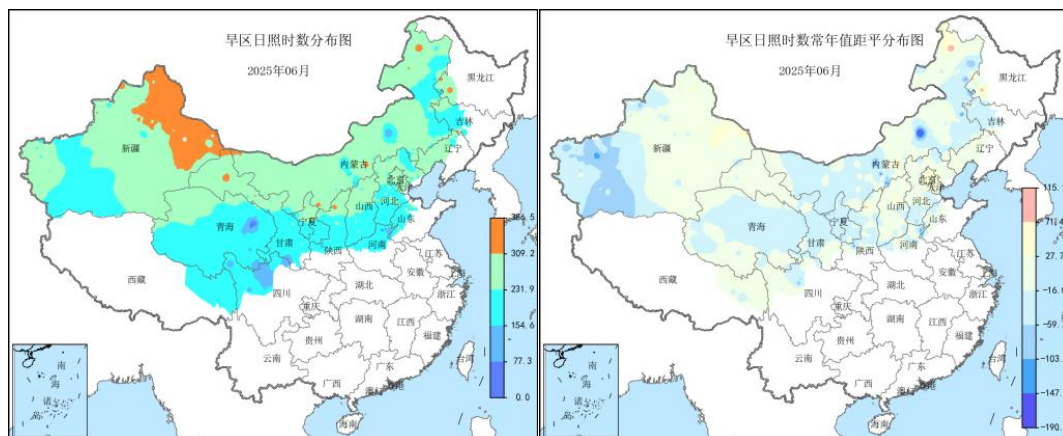 旱区日照时数分布图
2025年06月
黑龙江
吉林
辽宁
新疆
内蒙古
北京
河北
山西
山东
宁夏
青海
甘肃
陕西
河南
江苏
西藏
安徽
上海
四川
湖北
浙江
重庆
湖南
江西
贵州
福建
云南
台湾
广西
广东
海南
南
海
诸
岛
386.5
309.2
231.9
154.6
77.3
0.0
旱区日照时数常年值距平分布图
2025年06月
黑龙江
吉林
辽宁
新疆
内蒙古
北京
河北
山西
山东
宁夏
青海
甘肃
陕西
河南
江苏
西藏
安徽
上海
四川
湖北
浙江
重庆
湖南
江西
贵州
福建
云南
台湾
广西
广东
海南
南
海
诸
岛
115.
71.4
27.7
-16.0
-59.
-103.
-147.
-190